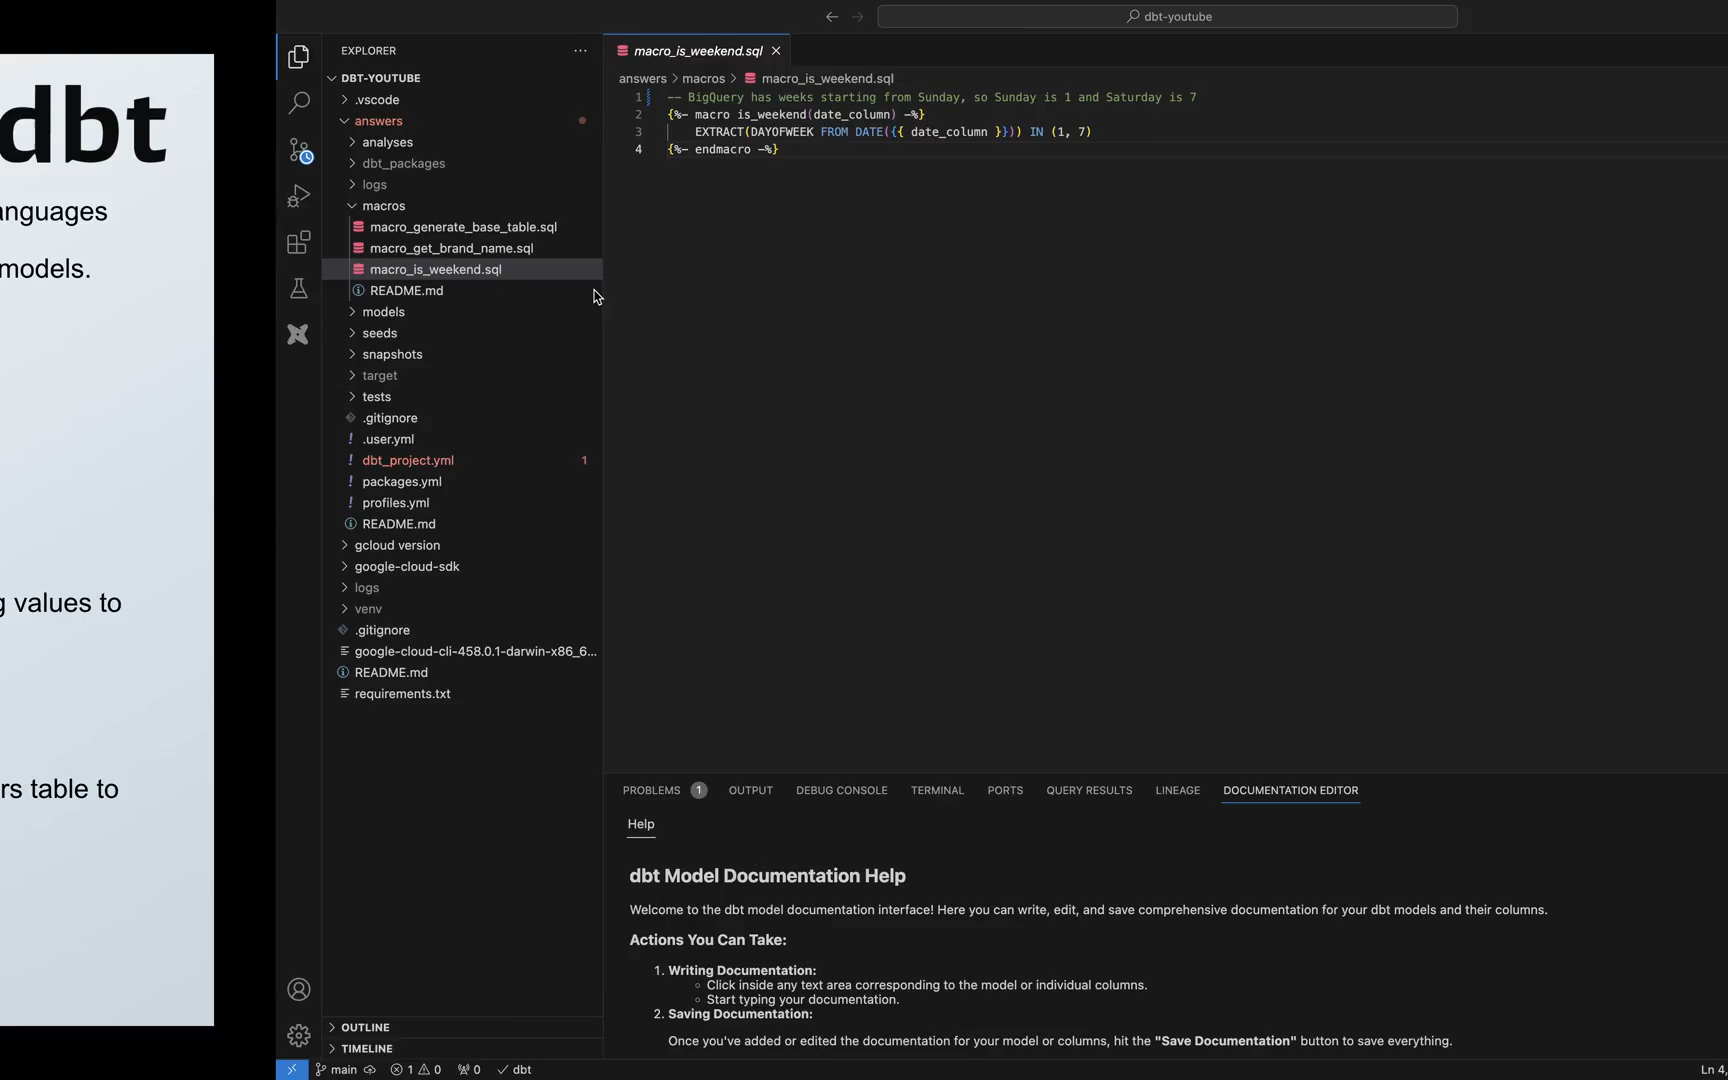 dbt
anguages
models.
g values to
rs table to
dbt-youtube
EXPLORER
DBT-YOUTUBE
.vscode
answers
analyses
dbt_packages
logs
macros
macro_generate_base_table.sql
macro_get_brand_name.sql
macro_is_weekend.sql
README.md
models
seeds
snapshots
target
tests
.gitignore
.user.yml
dbt_project.yml 1
packages.yml
profiles.yml
README.md
gcloud version
google-cloud-sdk
logs
venv
.gitignore
google-cloud-cli-458.0.1-darwin-x86_6...
README.md
requirements.txt
OUTLINE
TIMELINE
macro_is_weekend.sql
answers > macros > macro_is_weekend.sql
1 -- BigQuery has weeks starting from Sunday, so Sunday is 1 and Saturday is 7
2 {%- macro is_weekend(date_column) -%}
3 EXTRACT(DAYOFWEEK FROM DATE({{ date_column }})) IN (1, 7)
4 {%- endmacro -%}
PROBLEMS 1 OUTPUT DEBUG CONSOLE TERMINAL PORTS QUERY RESULTS LINEAGE DOCUMENTATION EDITOR
Help
dbt Model Documentation Help
Welcome to the dbt model documentation interface! Here you can write, edit, and save comprehensive documentation for your dbt models and their columns.
Actions You Can Take:
1. Writing Documentation:
Click inside any text area corresponding to the model or individual columns.
Start typing your documentation.
2. Saving Documentation:
Once you've added or edited the documentation for your model or columns, hit the "Save Documentation" button to save everything.
main 1 0 0 dbt Ln 4,